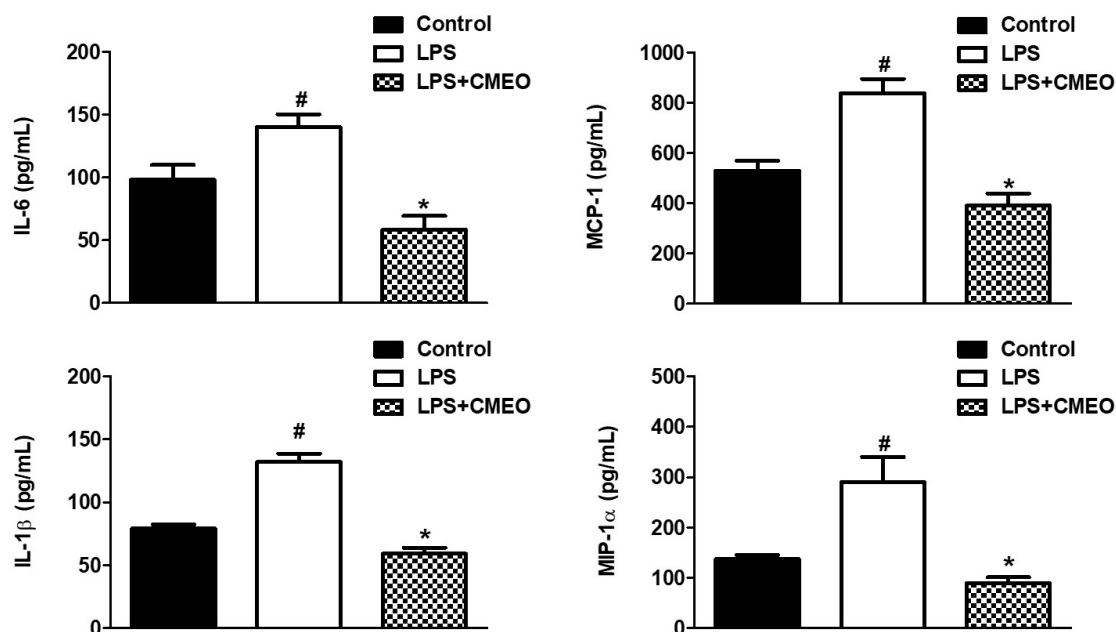 Control
LPS
LPS+CMEO
IL-6 (pg/mL)
200
150
100
50
0
#
*
Control
LPS
LPS+CMEO
MCP-1 (pg/mL)
1000
800
600
400
200
0
#
*
Control
LPS
LPS+CMEO
IL-1β (pg/mL)
200
150
100
50
0
#
*
Control
LPS
LPS+CMEO
MIP-1α (pg/mL)
500
400
300
200
100
0
#
*